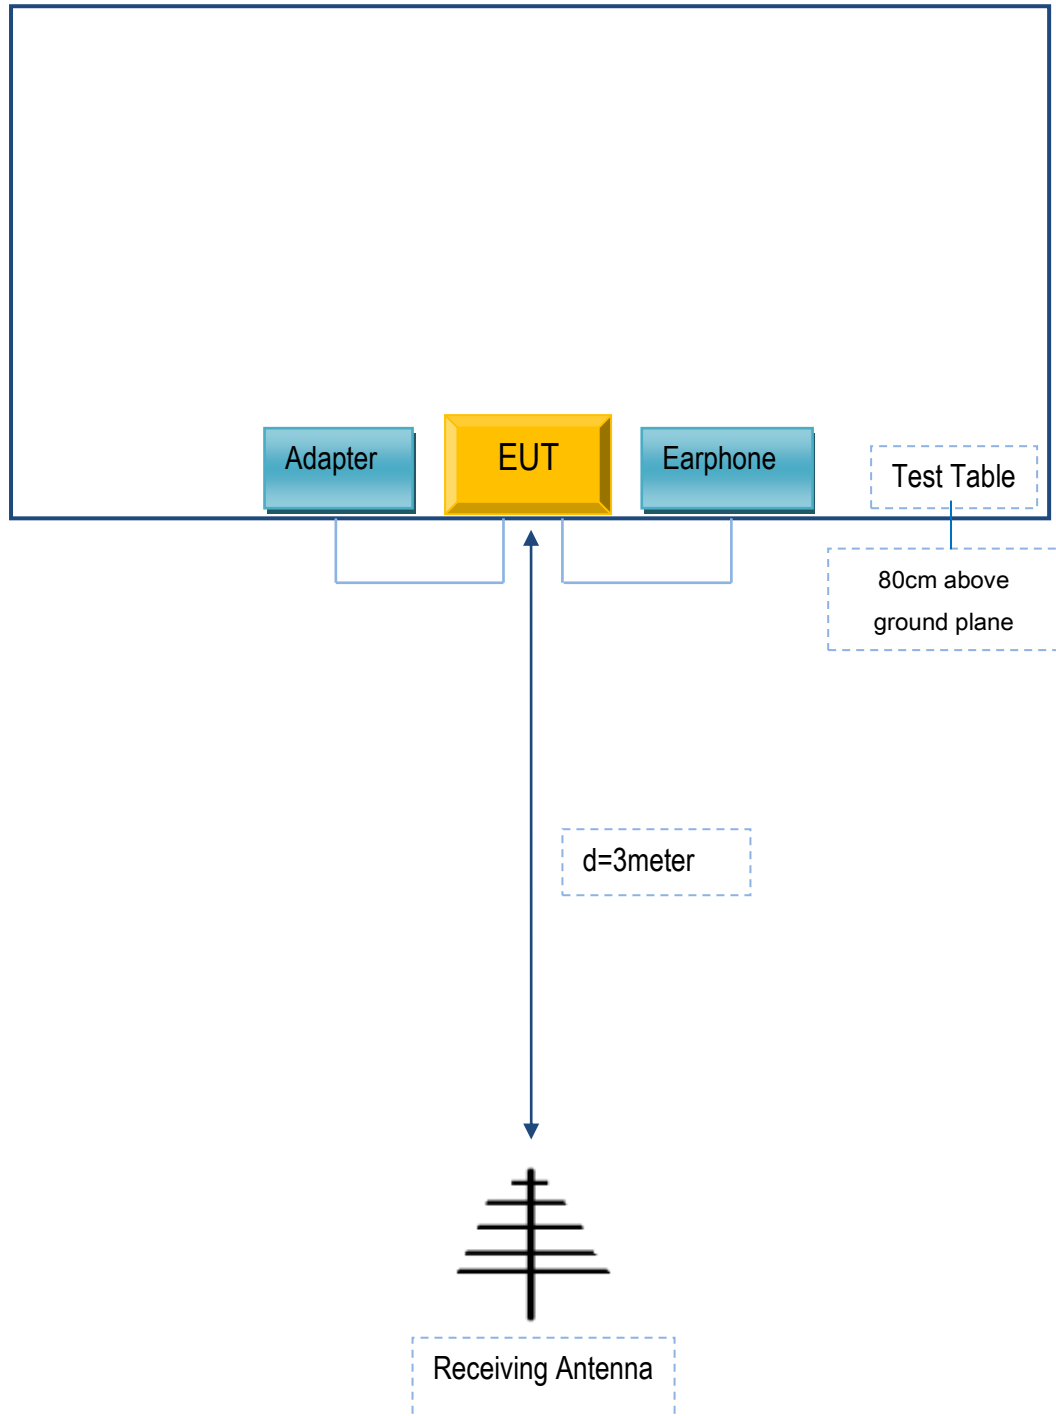 Adapter
EUT
Earphone
Test Table
80cm above
ground plane
d=3meter
Receiving Antenna